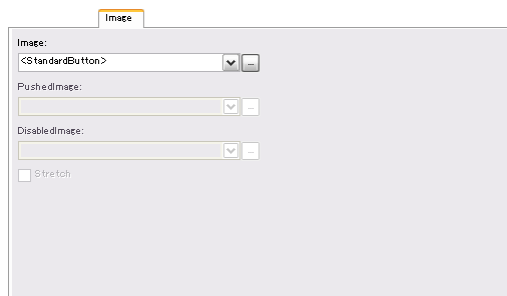 Image
Image:
<StandardButton>
...
PushedImage:
...
DisabledImage:
...
Stretch